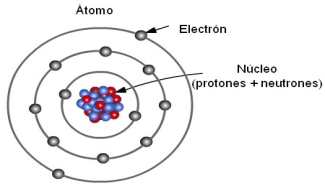 Átomo
Electrón
Núcleo
(protones + neutrones)